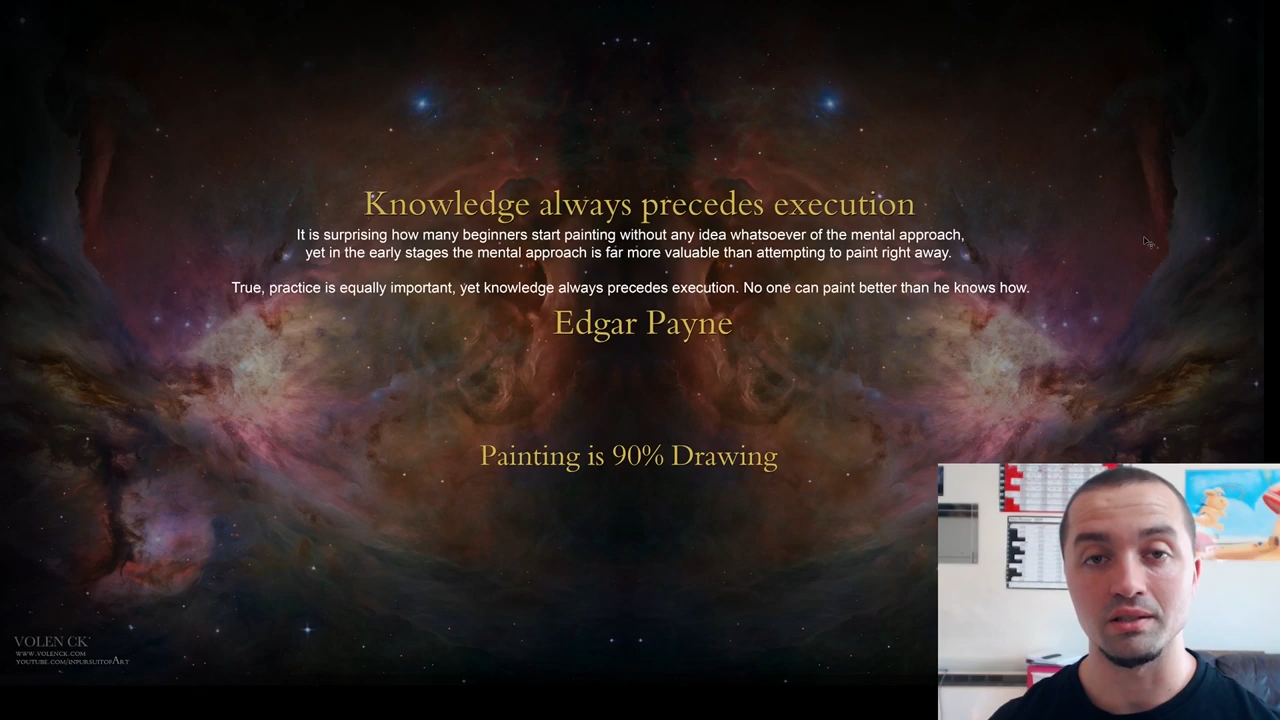 Knowledge always precedes execution
It is surprising how many beginners start painting without any idea whatsoever of the mental approach,
yet in the early stages the mental approach is far more valuable than attempting to paint right away.
True, practice is equally important, yet knowledge always precedes execution. No one can paint better than he knows how.
Edgar Payne
Painting is 90% Drawing
VOLEN CK
WWW.VOLENCK.COM
YOUTUBE.COM/INPURSUITOFART